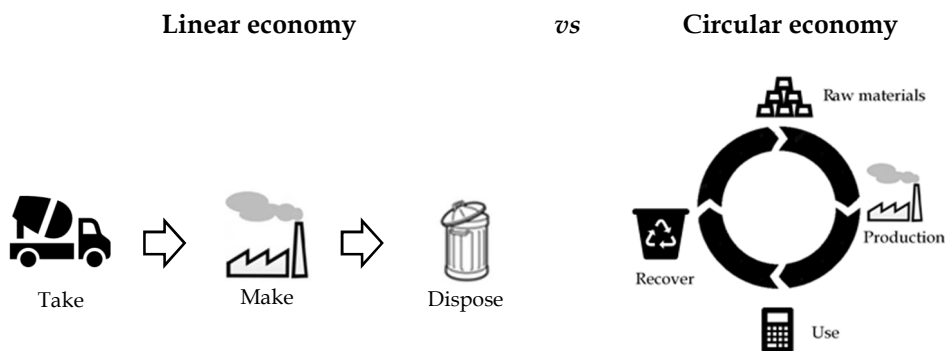 Linear economy vs Circular economy
Raw materials
Production
Recover
Take
Make
Dispose
Use